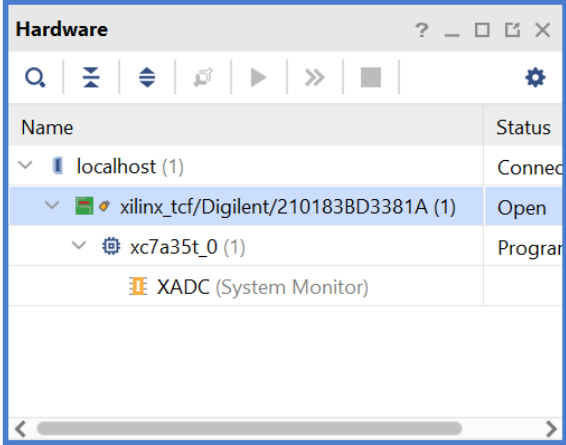 Hardware ?
Name Status
localhost (1) Connec
xilinx_tcf/Digilent/210183BD3381A (1) Open
xc7a35t_0 (1) Prograr
XADC (System Monitor)